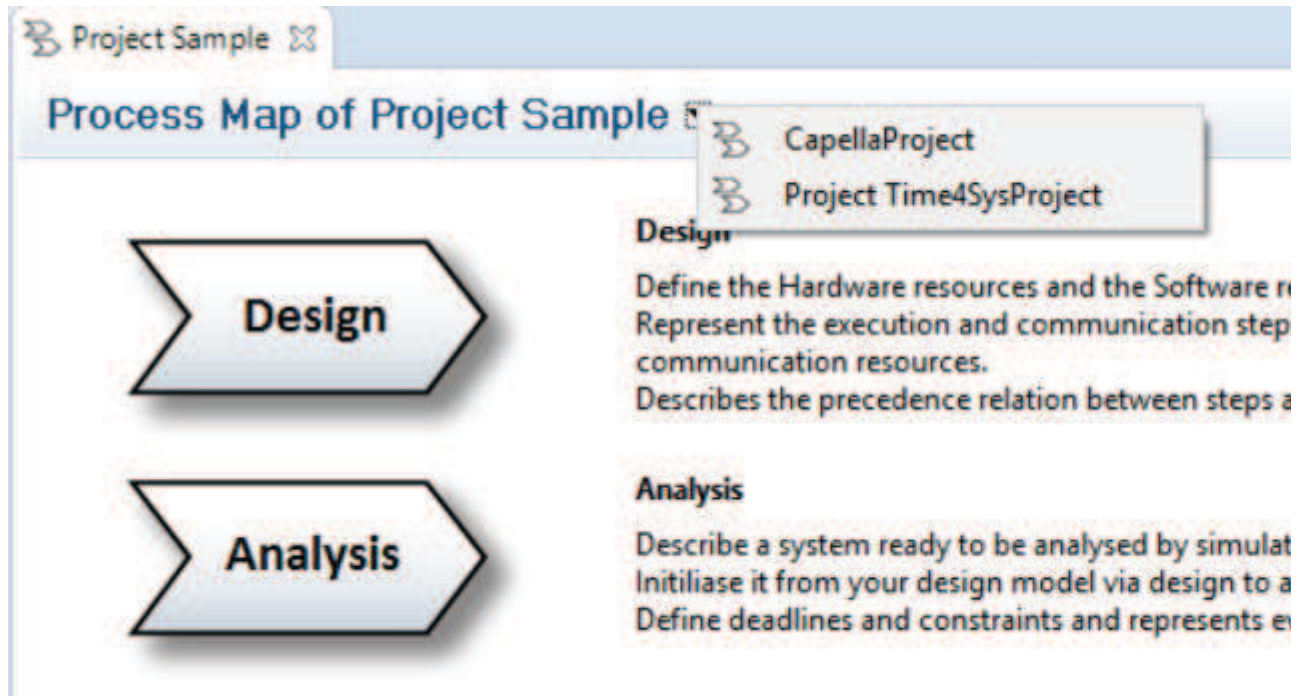 Project Sample
Process Map of Project Sample
CapellaProject
Project Time4SysProject
Design
Design
Define the Hardware resources and the Software
Represent the execution and communication step
communication resources.
Describes the precedence relation between steps
Analysis
Analysis
Describe a system ready to be analysed by
Initiliase it from your design model via design to
Define deadlines and constraints and represents